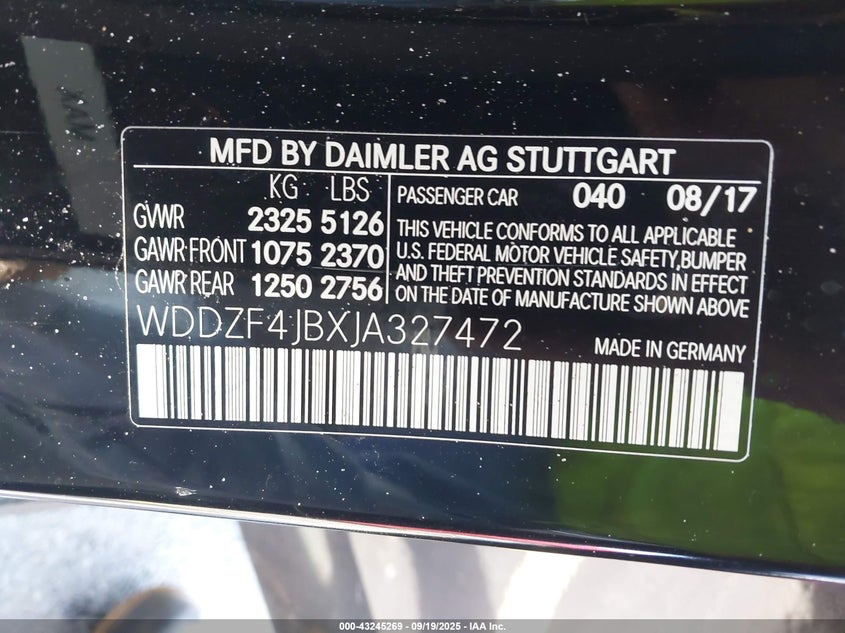 MFD BY DAIMLER AG STUTTGART
KG LBS
GVWR 2325 5126
GAWR FRONT 1075 2370
GAWR REAR 1250 2756
PASSENGER CAR 040 08/17
THIS VEHICLE CONFORMS TO ALL APPLICABLE
U.S. FEDERAL MOTOR VEHICLE SAFETY,BUMPER
AND THEFT PREVENTION STANDARDS IN EFFECT
ON THE DATE OF MANUFACTURE SHOWN ABOVE
WDDZF4JBXJA327472
MADE IN GERMANY
000-43245269 - 09/19/2025 - IAA Inc.